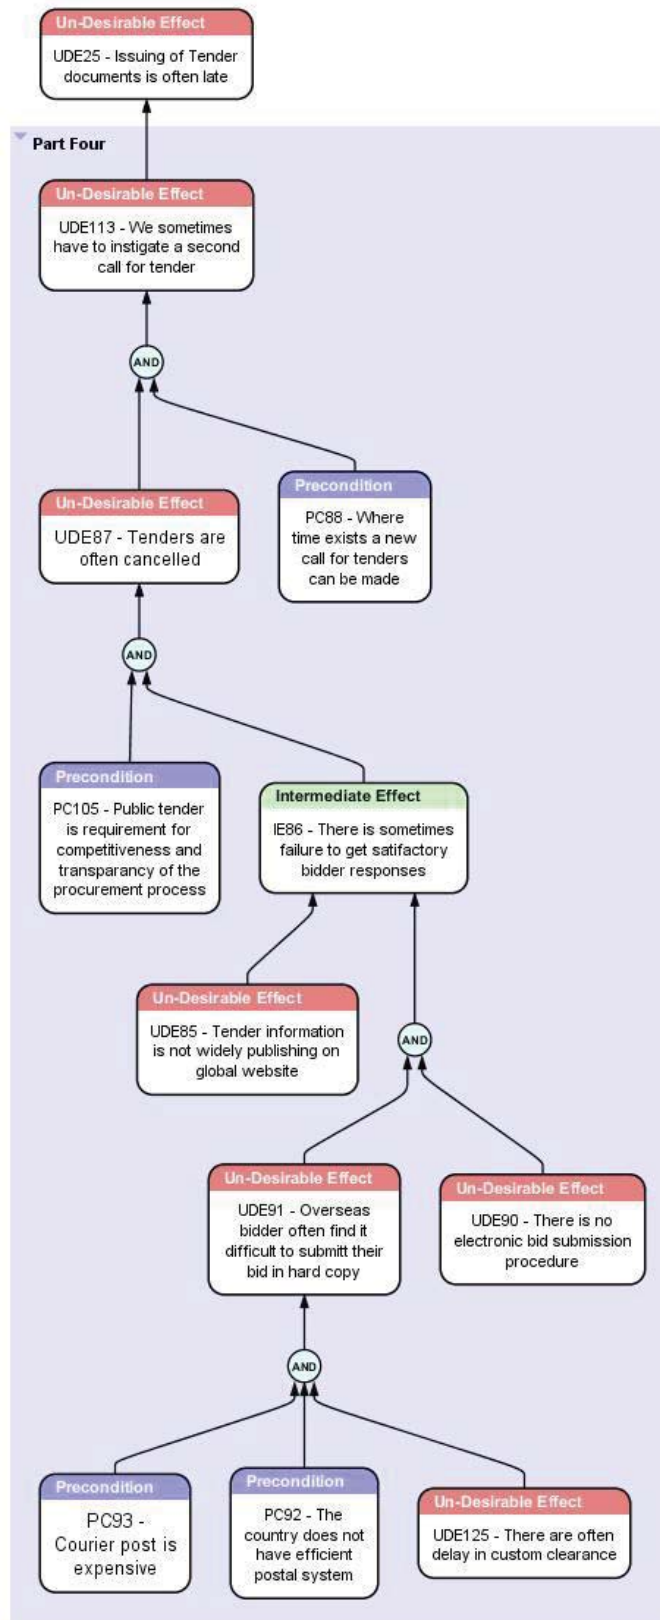 Un-Desirable Effect
UDE25 - Issuing of Tender
documents is often late
Part Four
Un-Desirable Effect
UDE113 - We sometimes
have to instigate a second
call for tender
AND
Precondition
PC88 - Where
time exists a new
call for tenders
can be made
Un-Desirable Effect
UDE87 - Tenders are
often cancelled
AND
Precondition
PC105 - Public tender
is requirement for
competitiveness and
transparancy of the
procurement process
Intermediate Effect
IE86 - There is sometimes
failure to get satifactory
bidder responses
Un-Desirable Effect
UDE85 - Tender information
is not widely publishing on
global website
AND
Un-Desirable Effect
UDE91 - Overseas
bidder often find it
difficult to submitt their
bid in hard copy
Un-Desirable Effect
UDE90 - There is no
electronic bid submission
procedure
AND
Precondition
PC93 -
Courier post is
expensive
Precondition
PC92 - The
country does not
have efficient
postal system
Un-Desirable Effect
UDE125 - There are often
delay in custom clearance